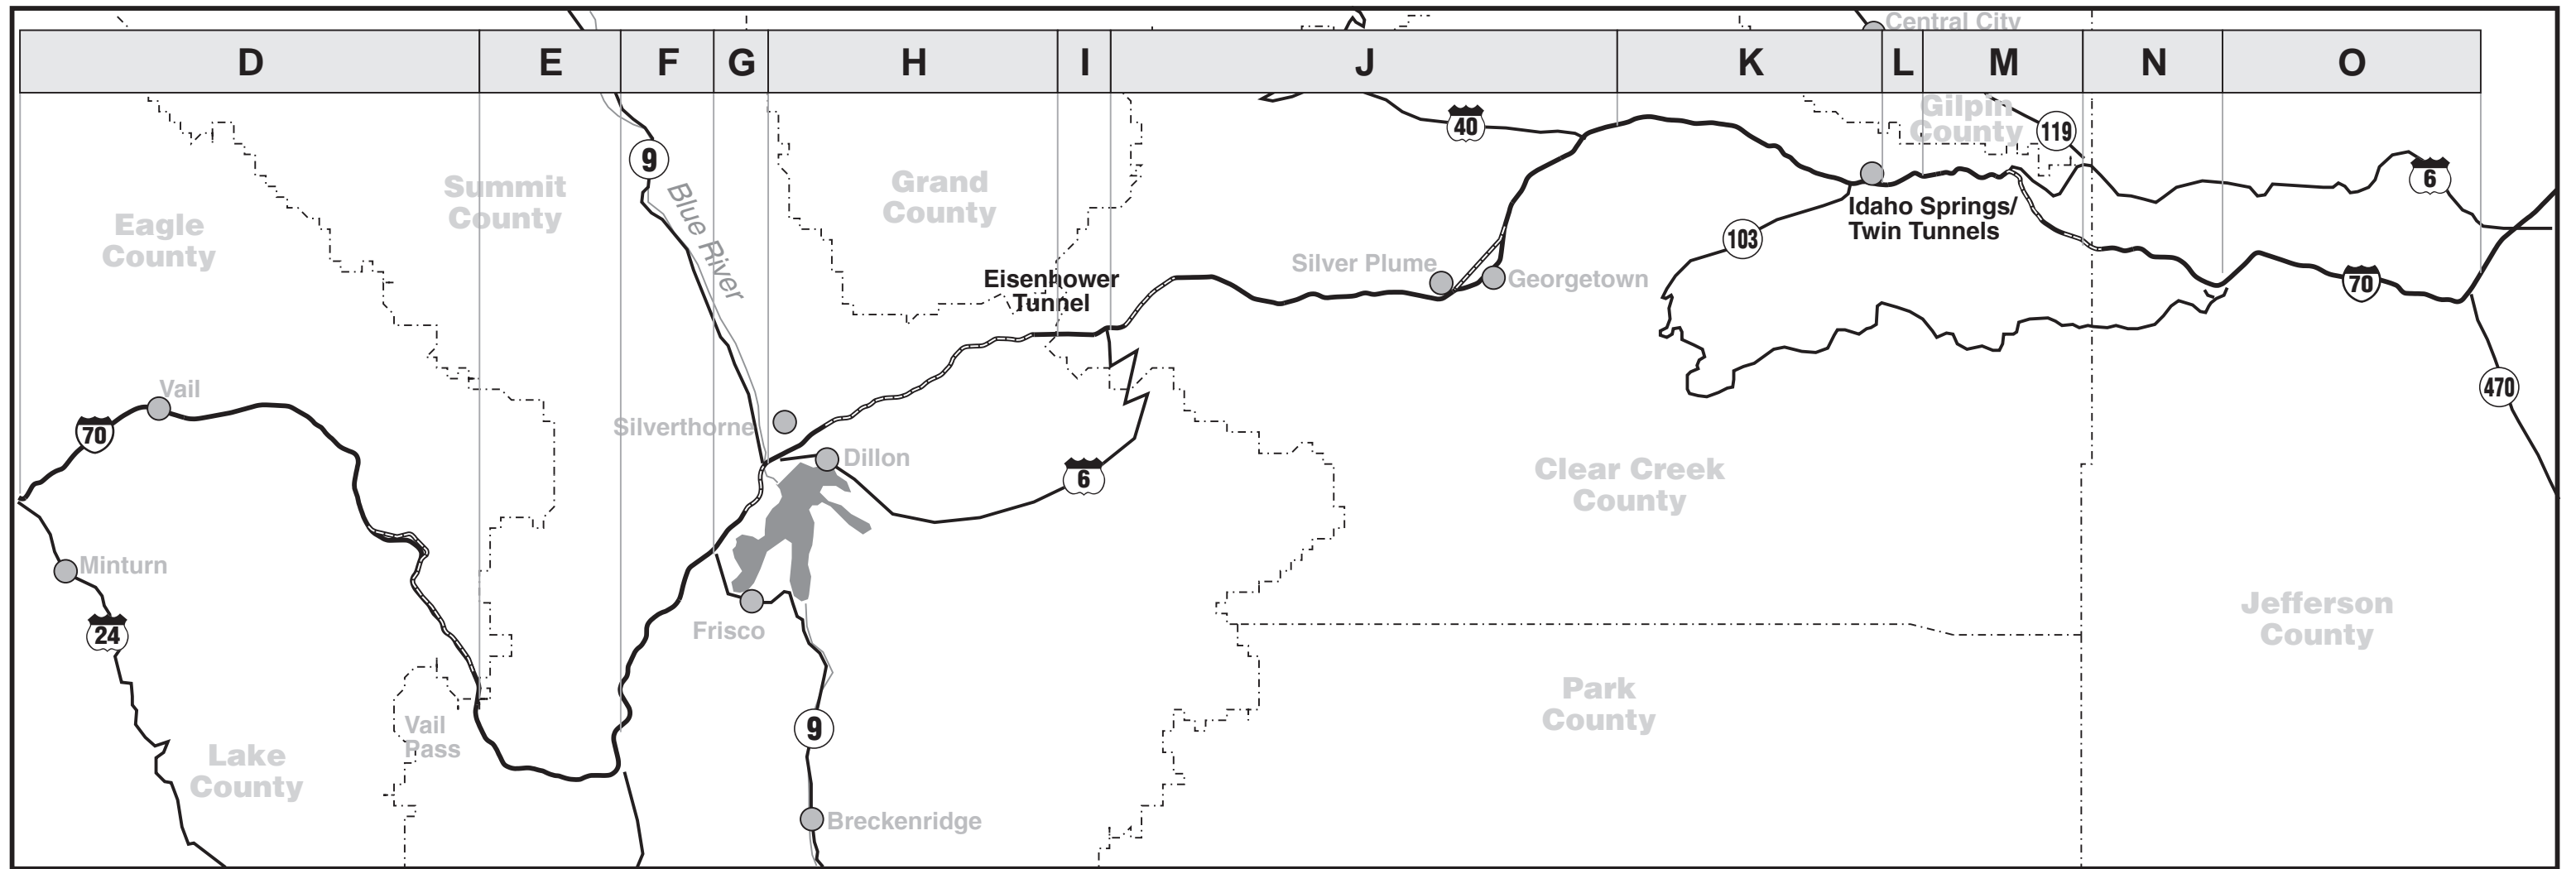 Central City
D E F G H I J K L M N O
Gilpin
County
40
119
9
6
Summit
County
Grand
County
Blue River
Eagle
County
Idaho Springs/
Twin Tunnels
103
Eisenhower
Tunnel
Silver Plume
Georgetown
70
Vail
470
70
Silverthorne
Dillon
6
Clear Creek
County
Minturn
24
Frisco
Jefferson
County
Park
County
Vail
Pass
9
Lake
County
Breckenridge